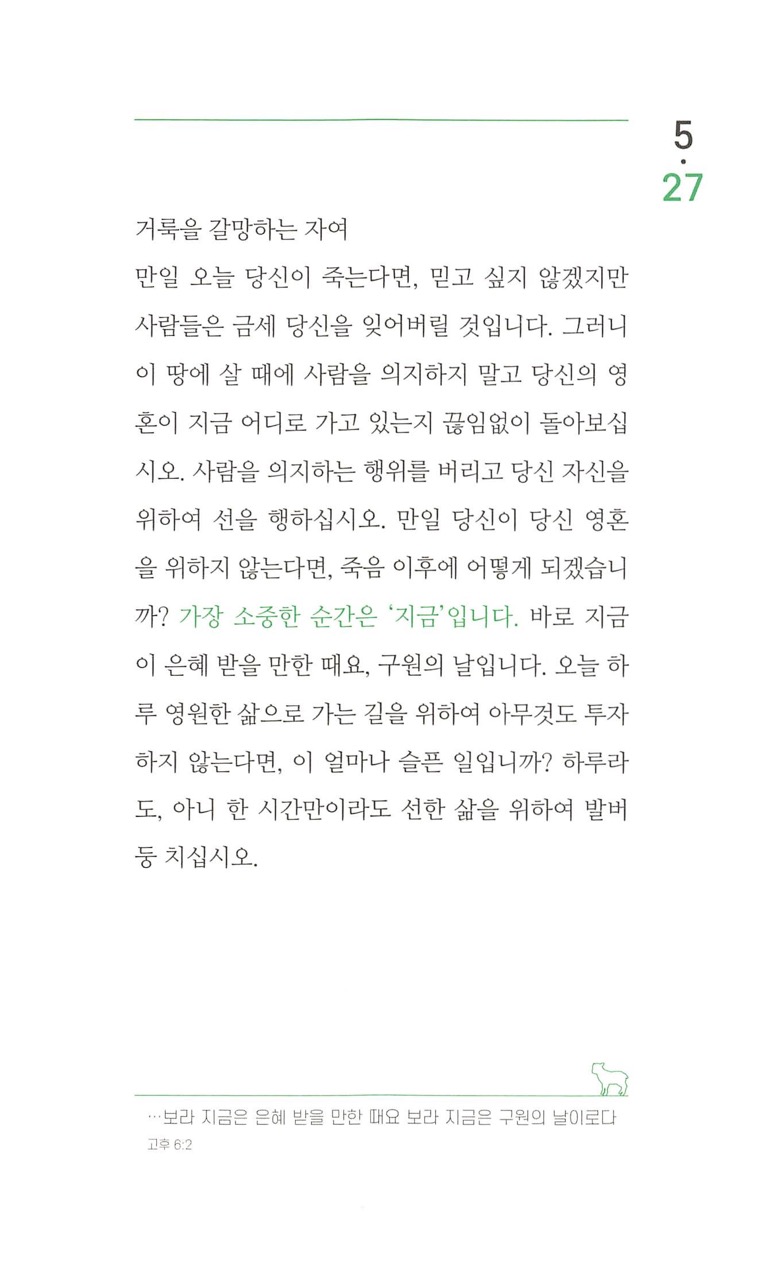 5
·
27
거룩을 갈망하는 자여
만일 오늘 당신이 죽는다면, 믿고 싶지 않겠지만
사람들은 금세 당신을 잊어버릴 것입니다. 그러니
이 땅에 살 때에 사람을 의지하지 말고 당신의 영
혼이 지금 어디로 가고 있는지 끊임없이 돌아보십
시오. 사람을 의지하는 행위를 버리고 당신 자신을
위하여 선을 행하십시오. 만일 당신이 당신 영혼
을 위하지 않는다면, 죽음 이후에 어떻게 되겠습니
까? 가장 소중한 순간은 ‘지금’입니다. 바로 지금
이 은혜 받을 만한 때요, 구원의 날입니다. 오늘 하
루 영원한 삶으로 가는 길을 위하여 아무것도 투자
하지 않는다면, 이 얼마나 슬픈 일입니까? 하루라
도, 아니 한 시간만이라도 선한 삶을 위하여 발버
둥 치십시오.
…보라 지금은 은혜 받을 만한 때요 보라 지금은 구원의 날이로다
고후 6:2